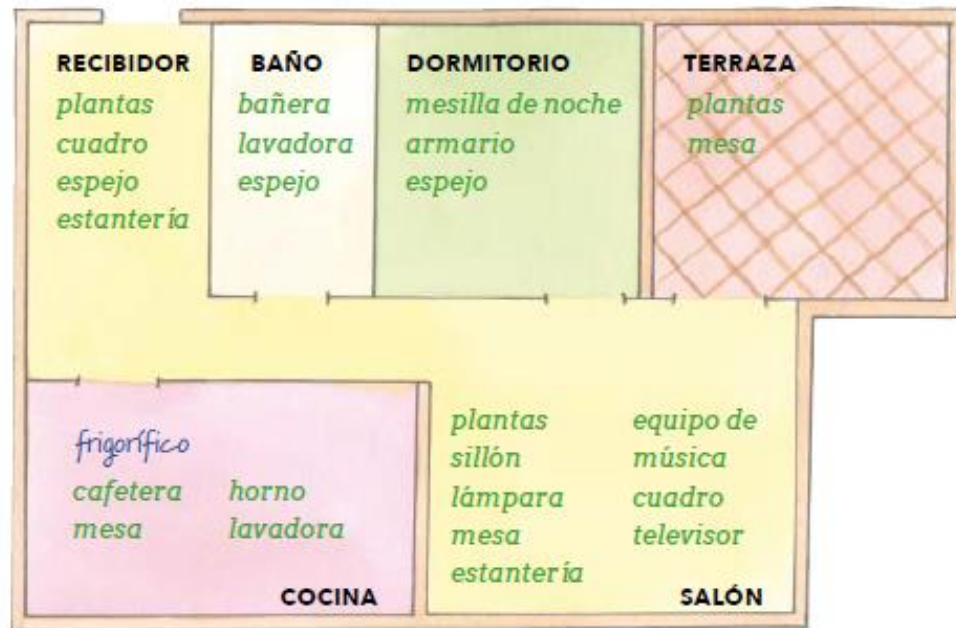 RECIBIDOR
plantas
cuadro
espejo
estantería
BAÑO
bañera
lavadora
espejo
DORMITORIO
mesilla de noche
armario
espejo
TERRAZA
plantas
mesa
frigorífico
cafetera
mesa
horno
lavadora
COCINA
plantas
sillón
lámpara
mesa
estantería
equipo de
música
cuadro
televisor
SALÓN